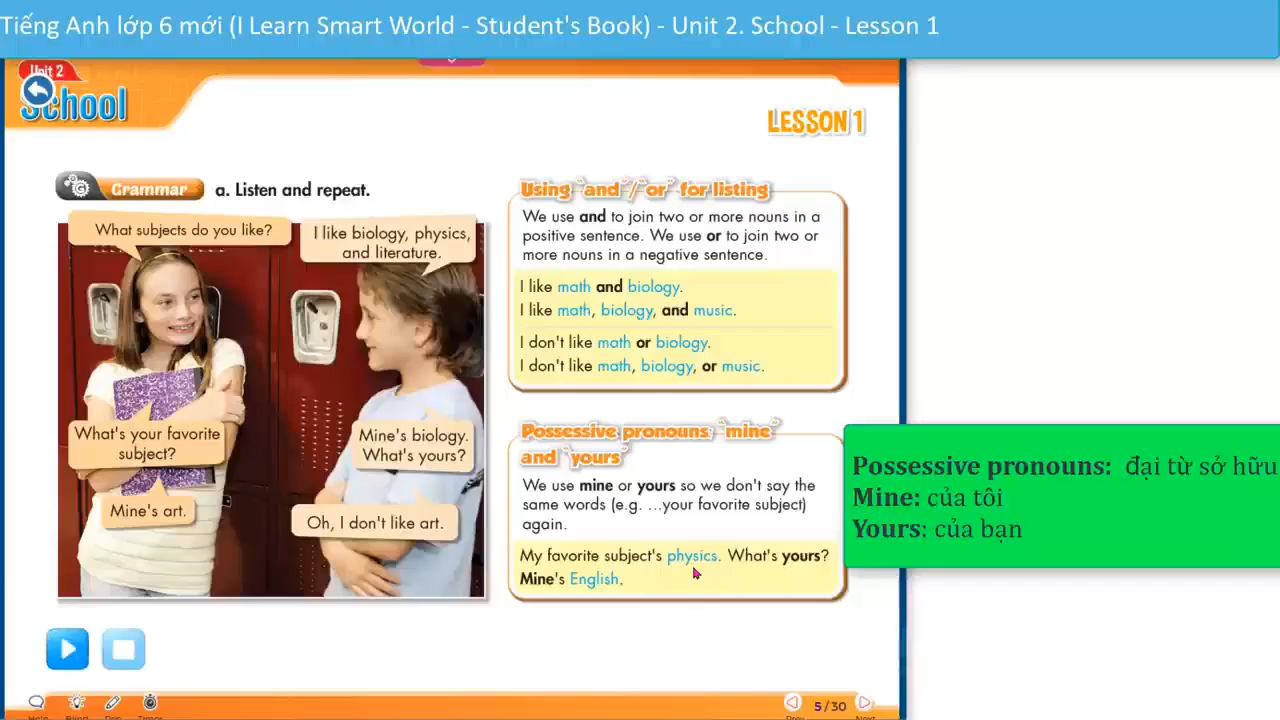 Tiếng Anh lớp 6 mới (I Learn Smart World - Student's Book) - Unit 2. School - Lesson 1
Unit 2
School
LESSON 1
Grammar
a. Listen and repeat.
What subjects do you like?
I like biology, physics,
and literature.
What's your favorite
subject?
Mine's biology.
What's yours?
Mine's art.
Oh, I don't like art.
Using "and"/"or" for listing
We use and to join two or more nouns in a
positive sentence. We use or to join two or
more nouns in a negative sentence.
I like math and biology.
I like math, biology, and music.
I don't like math or biology.
I don't like math, biology, or music.
Possessive pronouns: "mine"
and "yours"
We use mine or yours so we don't say the
same words (e.g. ...your favorite subject)
again.
My favorite subject's physics. What's yours?
Mine's English.
Possessive pronouns: đại từ sở hữu
Mine: của tôi
Yours: của bạn
5 / 30